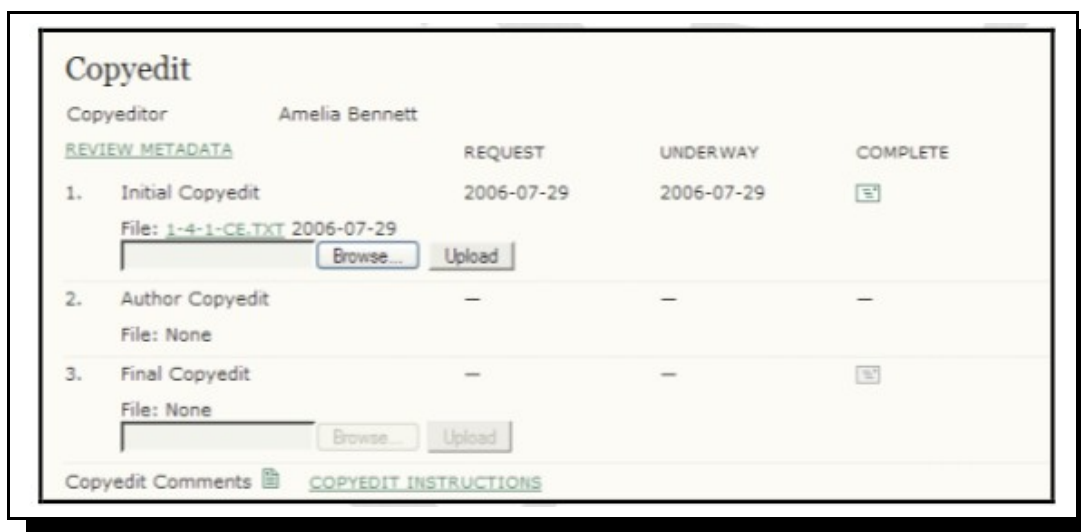 Copyedit
Copyeditor Amelia Bennett
REVIEW METADATA REQUEST UNDERWAY COMPLETE
1. Initial Copyedit 2006-07-29 2006-07-29
File: 1-4-1-CE.TXT 2006-07-29
Browse... Upload
2. Author Copyedit — — —
File: None
3. Final Copyedit — —
File: None
Browse... Upload
Copyedit Comments COPYEDIT INSTRUCTIONS